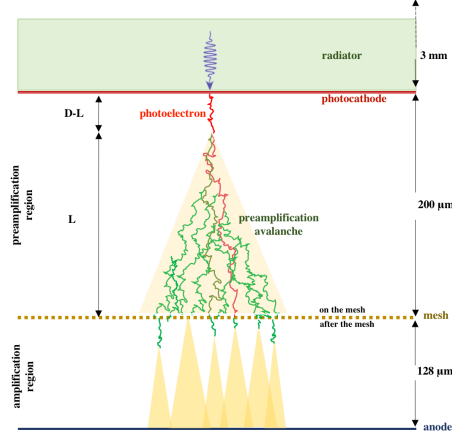 radiator
3 mm
photocathode
D-L
photoelectron
preamplification
region
L
200 µm
preamplification
avalanche
on the mesh
mesh
after the mesh
amplification
region
128 µm
anode